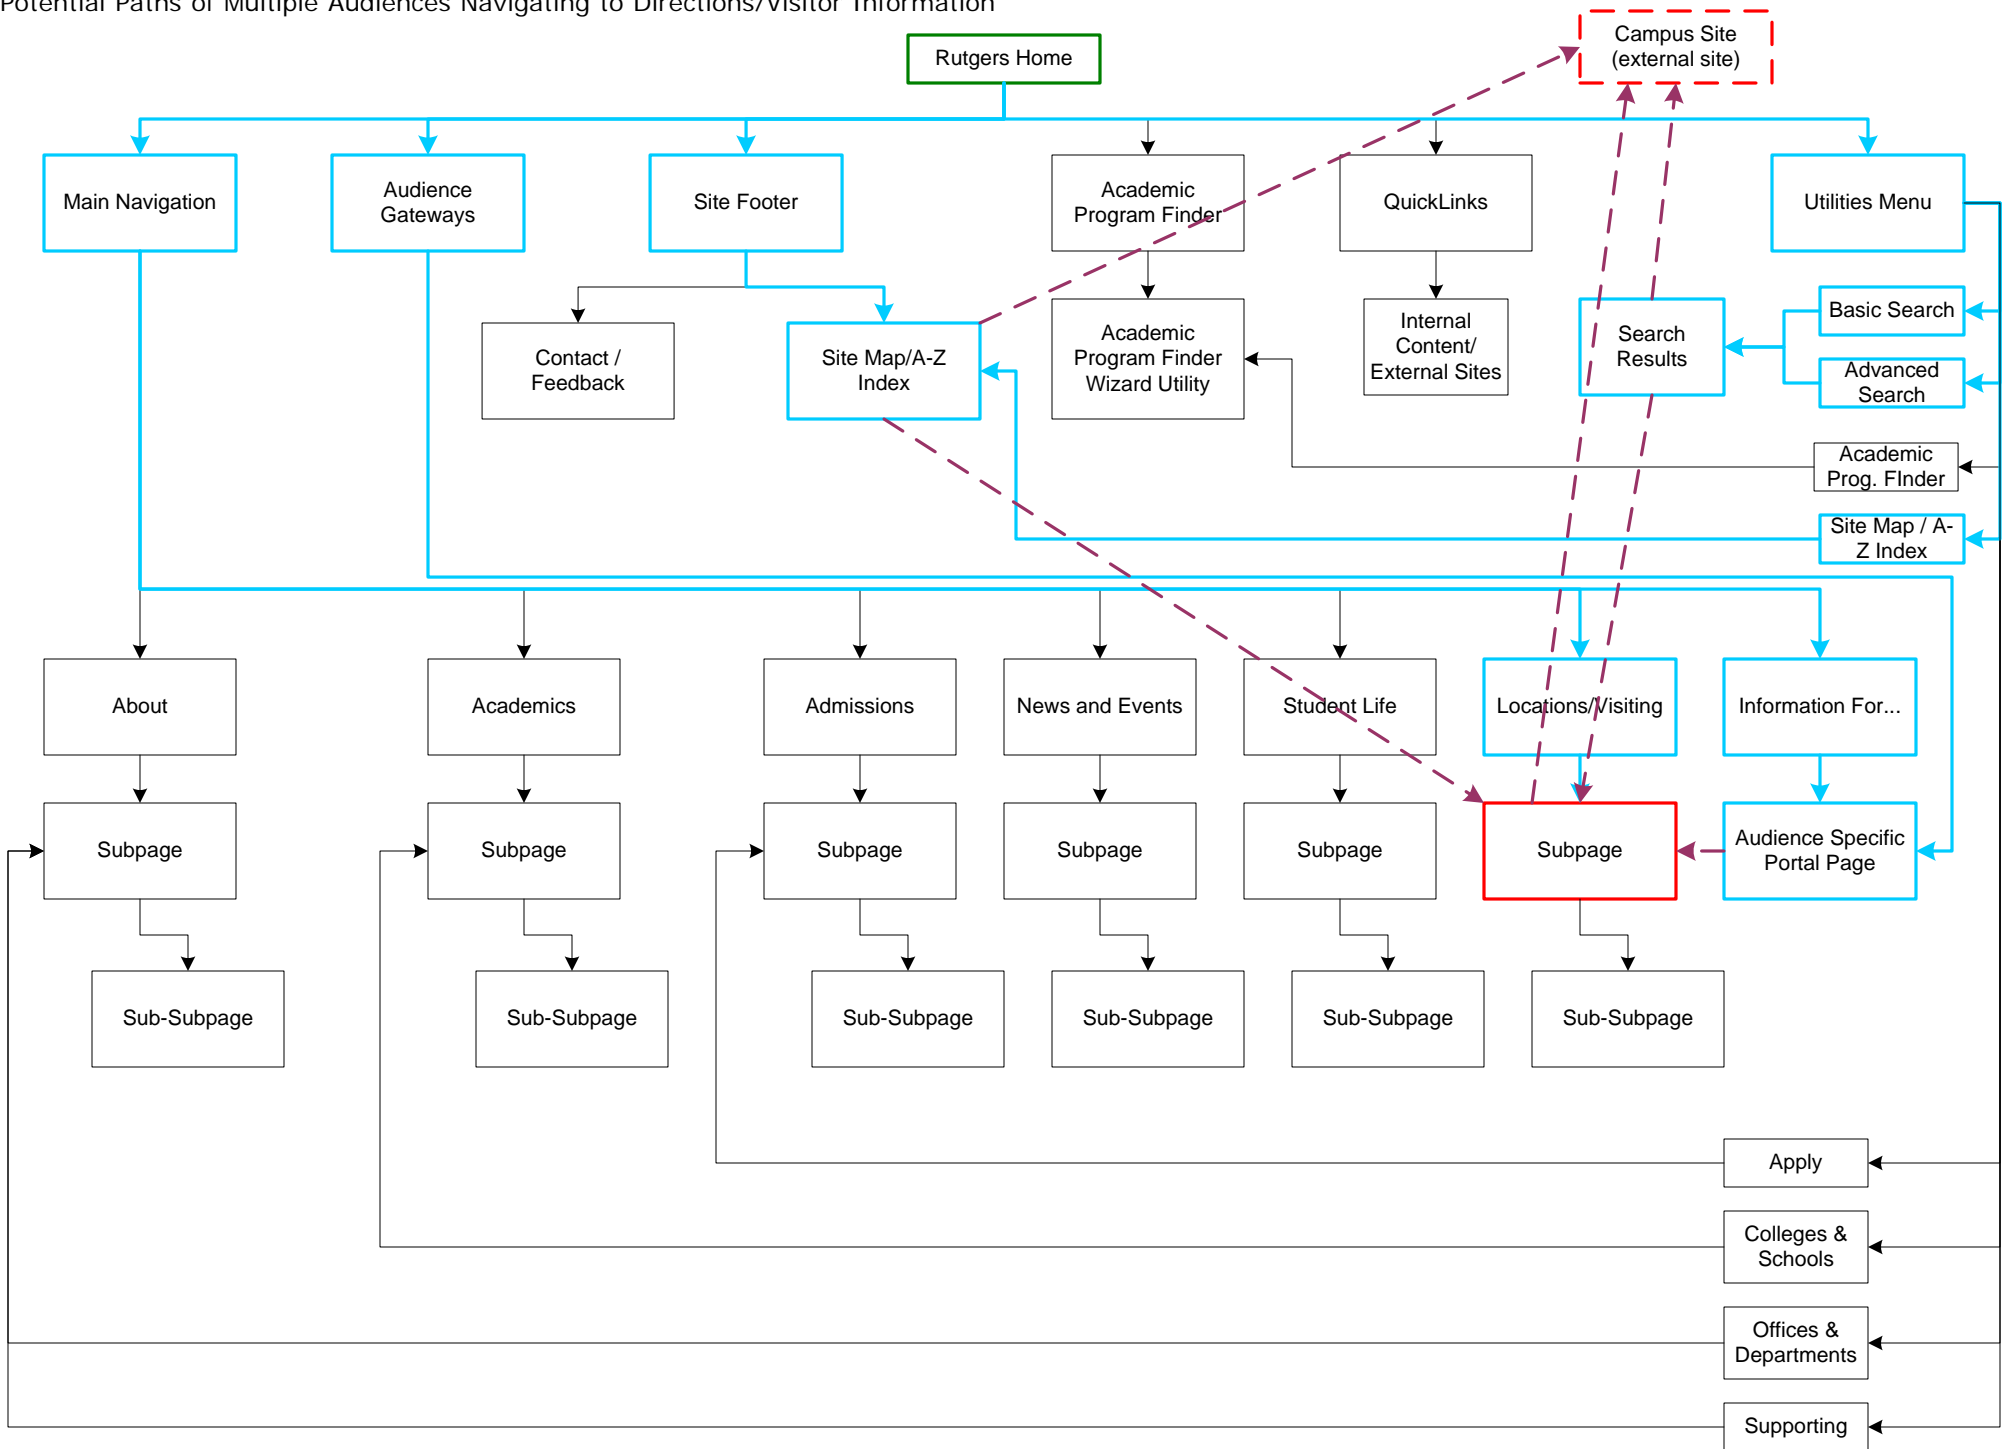 Potential Paths of Multiple Audiences Navigating to Directions/Visitor Information
Rutgers Home
Campus Site
(external site)
Main Navigation
Audience
Gateways
Site Footer
Academic
Program Finder
QuickLinks
Utilities Menu
Contact /
Feedback
Site Map/A-Z
Index
Academic
Program Finder
Wizard Utility
Internal
Content/
External Sites
Search
Results
Basic Search
Advanced
Search
Academic
Prog. FInder
Site Map / A-
Z Index
About
Academics
Admissions
News and Events
Student Life
Locations/Visiting
Information For...
Subpage
Subpage
Subpage
Subpage
Subpage
Subpage
Audience Specific
Portal Page
Sub-Subpage
Sub-Subpage
Sub-Subpage
Sub-Subpage
Sub-Subpage
Sub-Subpage
Apply
Colleges &
Schools
Offices &
Departments
Supporting